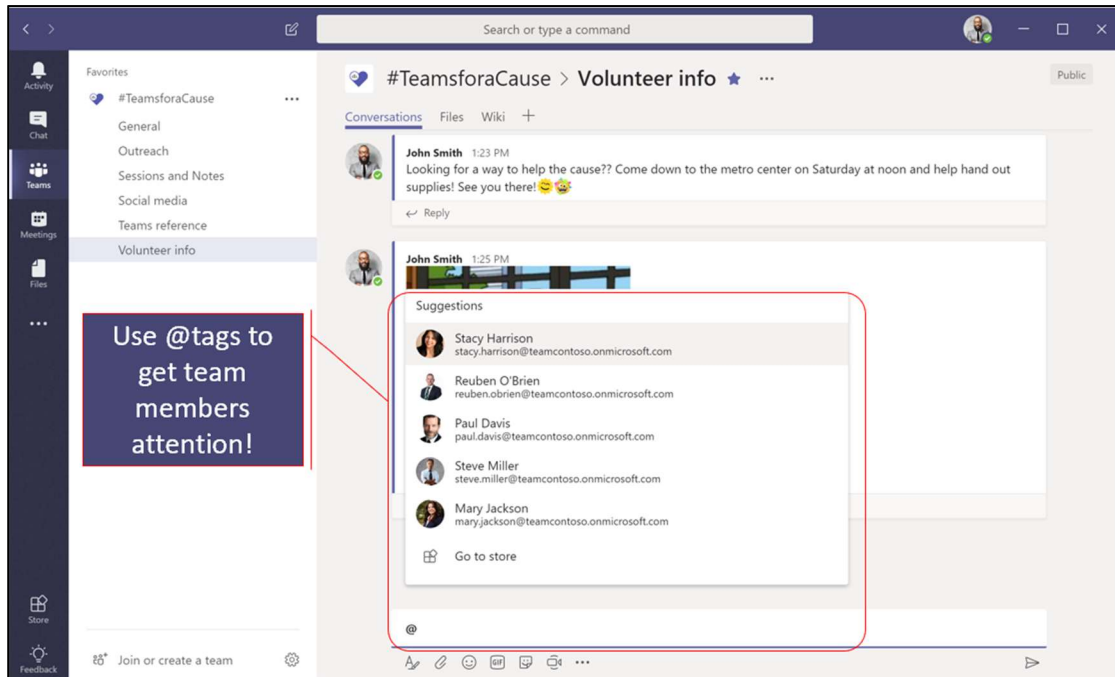 Search or type a command
Activity
Chat
Teams
Meetings
Files
Store
Feedback
Favorites
#TeamsforaCause
General
Outreach
Sessions and Notes
Social media
Teams reference
Volunteer info
Use @tags to
get team
members
attention!
Join or create a team
#TeamsforaCause > Volunteer info
Public
Conversations Files Wiki
John Smith 1:23 PM
Looking for a way to help the cause?? Come down to the metro center on Saturday at noon and help hand out
supplies! See you there!
Reply
John Smith 1:25 PM
Suggestions
Stacy Harrison
stacy.harrison@teamcontoso.onmicrosoft.com
Reuben O'Brien
reuben.obrien@teamcontoso.onmicrosoft.com
Paul Davis
paul.davis@teamcontoso.onmicrosoft.com
Steve Miller
steve.miller@teamcontoso.onmicrosoft.com
Mary Jackson
mary.jackson@teamcontoso.onmicrosoft.com
Go to store
@
GIF